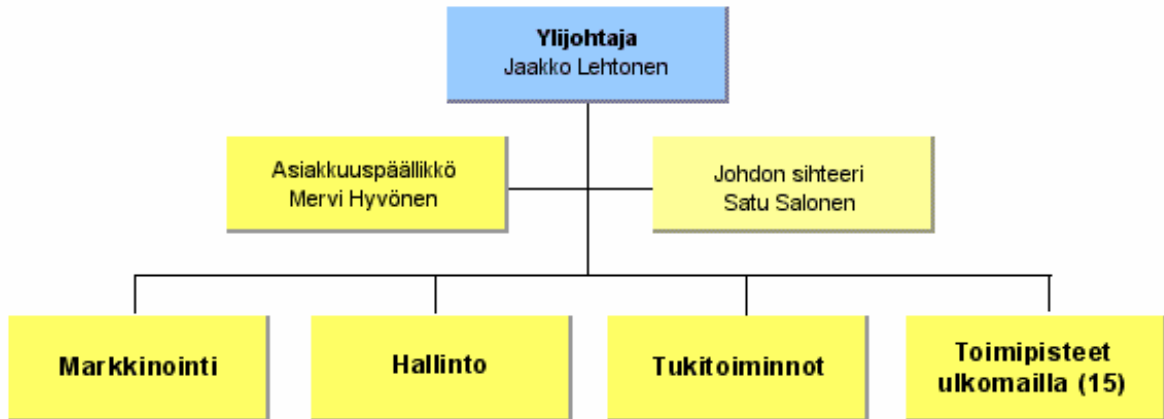 Ylijohtaja
Jaakko Lehtonen
Asiakkuuspäällikkö
Mervi Hyvönen
Johdon sihteeri
Satu Salonen
Markkinointi
Hallinto
Tukitoiminnot
Toimipisteet
ulkomailla (15)